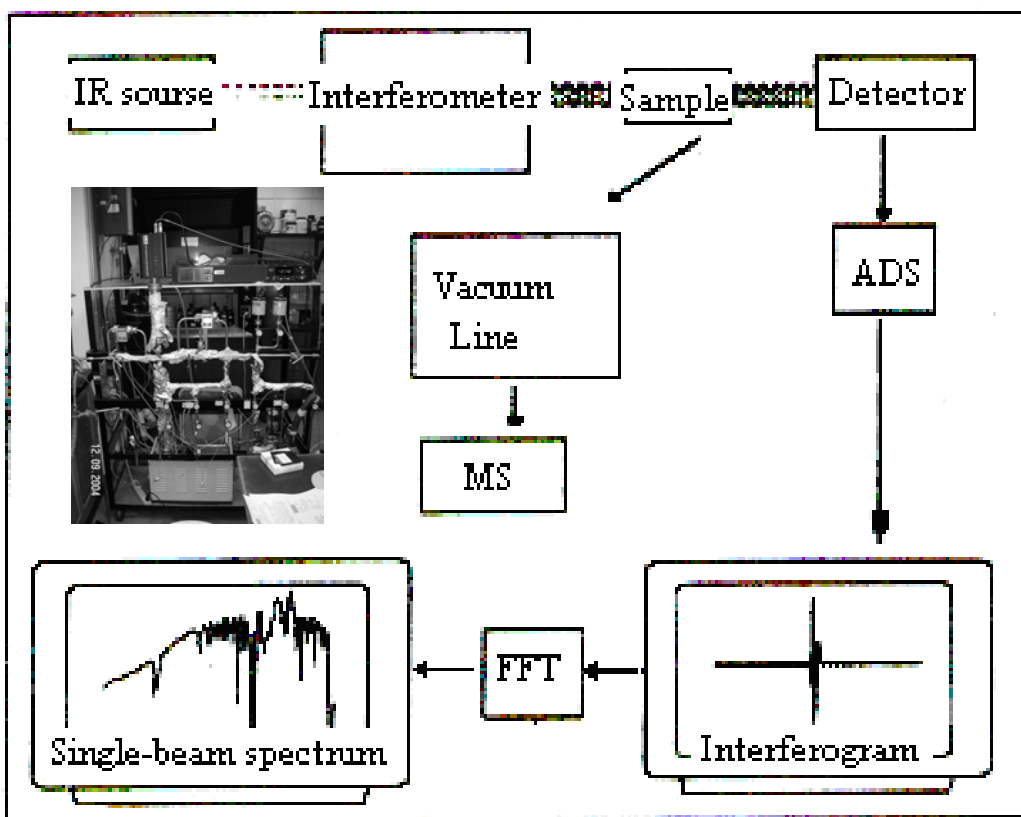 IR sourse
Interferometer
Sample
Detector
ADS
Vacuum
Line
MS
12 09 2004
Single-beam spectrum
FFT
Interferogram